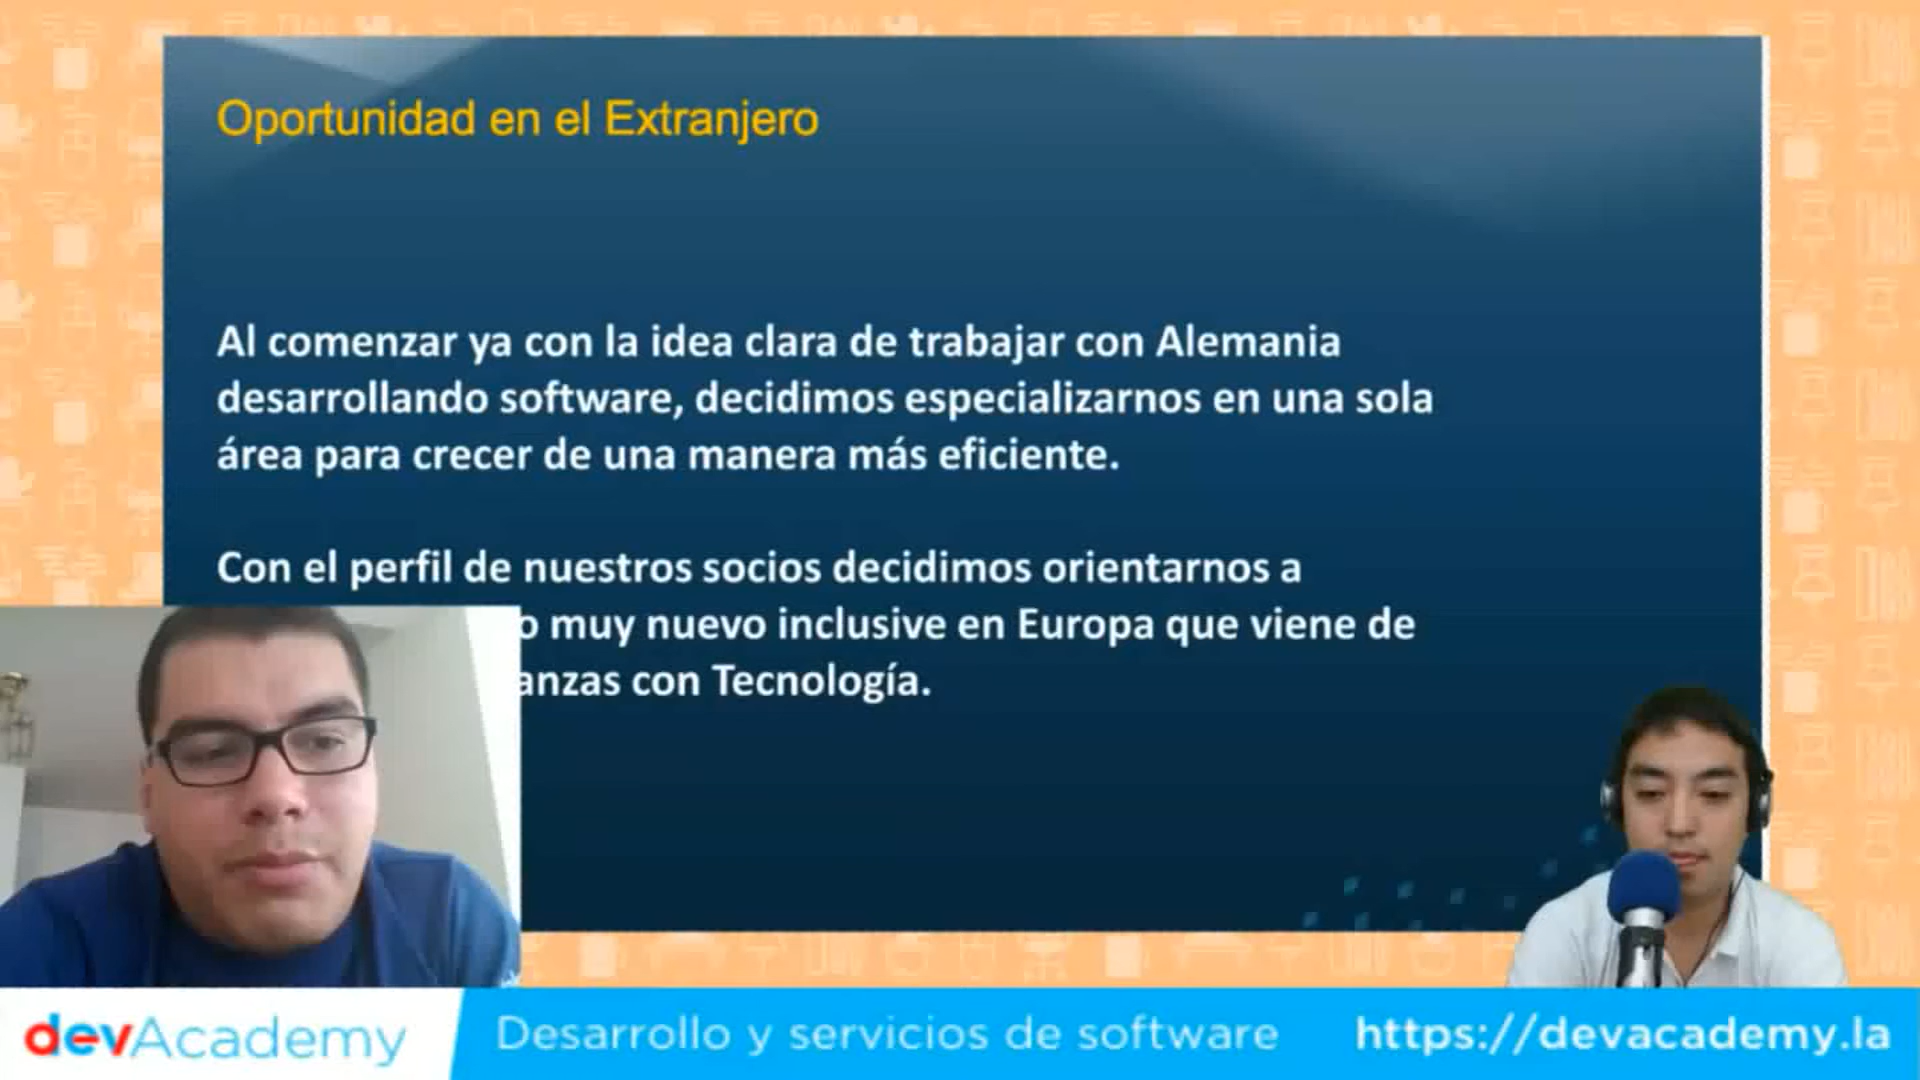 Oportunidad en el Extranjero
Al comenzar ya con la idea clara de trabajar con Alemania
desarrollando software, decidimos especializarnos en una sola
área para crecer de una manera más eficiente.
Con el perfil de nuestros socios decidimos orientarnos a
muy nuevo inclusive en Europa que viene de
con Tecnología.
devAcademy
Desarrollo y servicios de software
https://devacademy.la